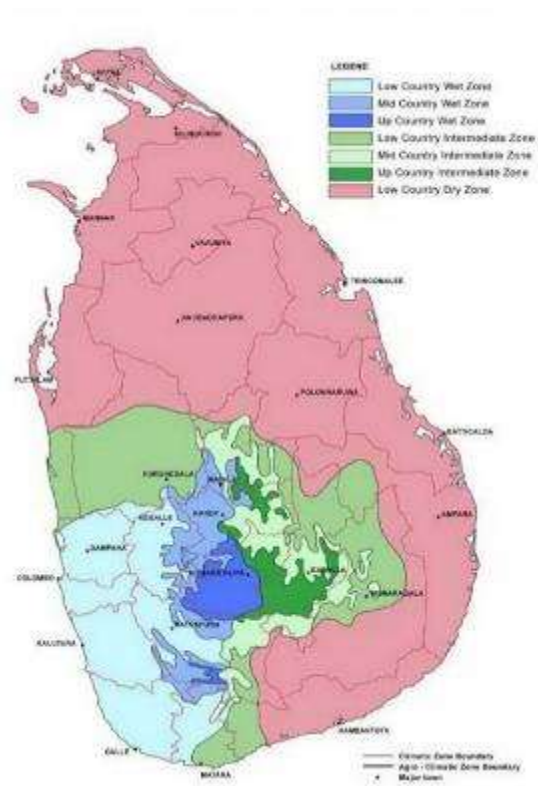 LEGEND
Low Country Wet Zone
Mid Country Wet Zone
Up Country Wet Zone
Low Country Intermediate Zone
Mid Country Intermediate Zone
Up Country Intermediate Zone
Low Country Dry Zone
MANNAR
VAVUNIYA
TRINCOMALEE
ANURADHAPURA
PUTTALAM
POLONNARUWA
BATTICALOA
KURUNEGALA
MATALE
KEGALLE
KANDY
AMPARA
GAMPAHA
COLOMBO
BADULLA
MONARAGALA
RATNAPURA
KALUTARA
HAMBANTOTA
GALLE
MATARA
Climatic Zone Boundary
Agro - Climatic Zone Boundary
Major town